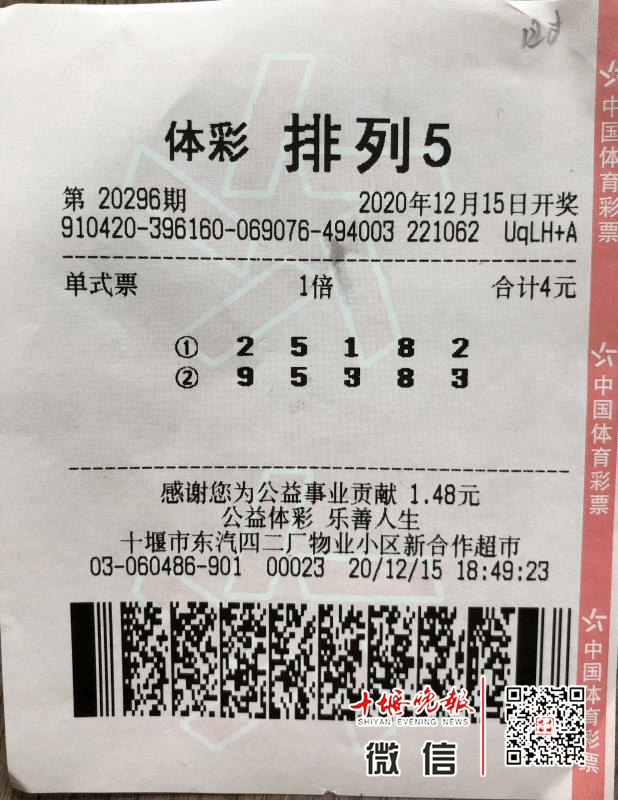 体彩 排列5
第 20296期 2020年12月15日开奖
910420-396160-069076-494003 221062 UqLH+A
单式票 1倍 合计4元
① 2 5 1 8 2
② 9 5 3 8 3
感谢您为公益事业贡献 1.48元
公益体彩 乐善人生
十堰市东汽四二厂物业小区新合作超市
03-060486-901 00023 20/12/15 18:49:23
中国体育彩票
中国体育彩票
中国体育彩票
十堰晚报
SHIYAN EVENING NEWS
微信